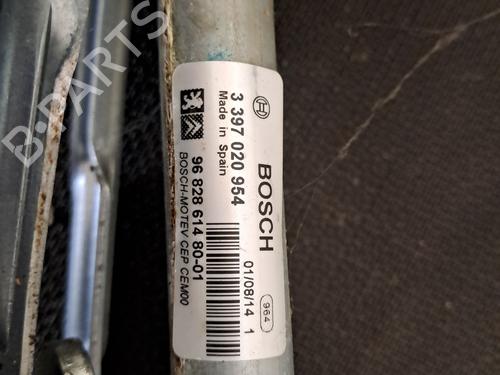 B-PARTS
BOSCH
3 397 020 954
Made in Spain
01/08/14 1
964
96 828 614 80-01
BOSCH-MOTEV CEP CEM00